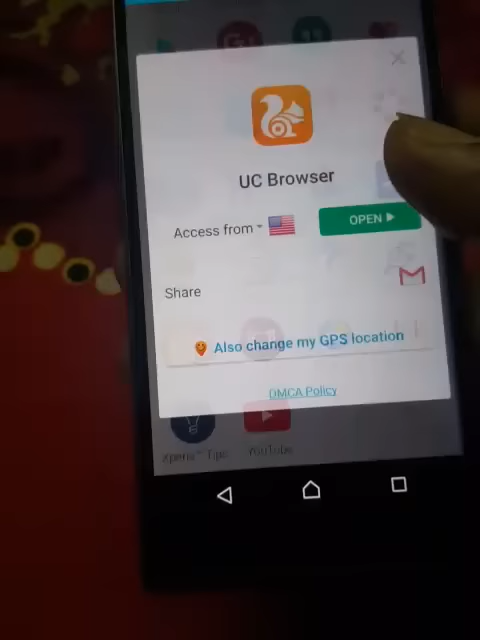 UC Browser
Access from
OPEN
Share
Also change my GPS location
DMCA Policy
Xperia™ Tips
YouTube